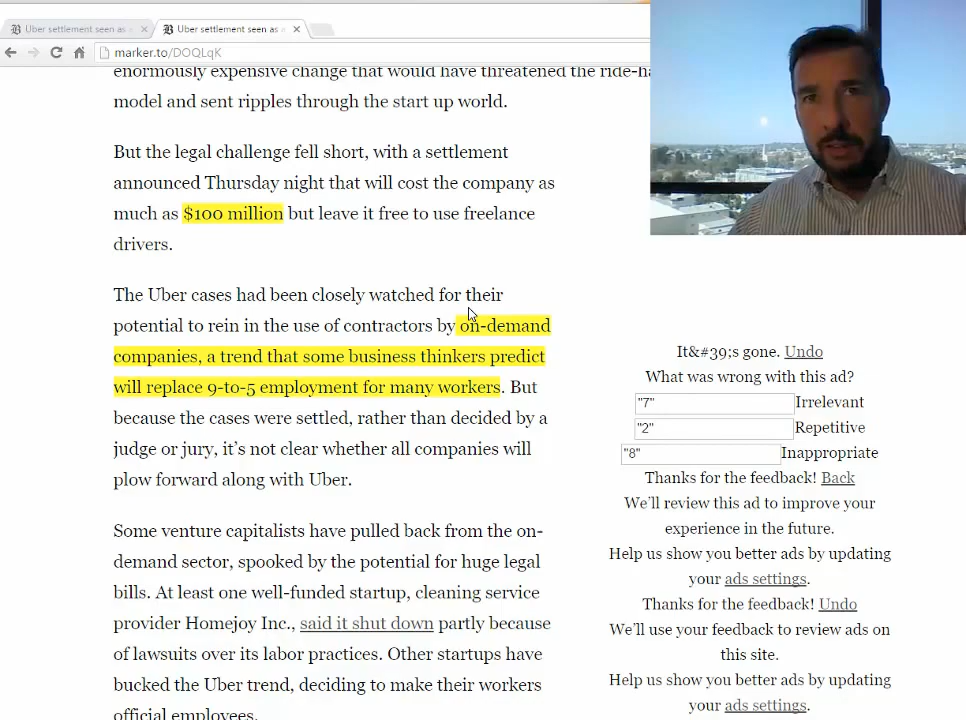 Uber settlement seen as
Uber settlement seen as
marker.to/DOQLqK
enormously expensive change that would have threatened the ride-ha
model and sent ripples through the start up world.
But the legal challenge fell short, with a settlement
announced Thursday night that will cost the company as
much as $100 million but leave it free to use freelance
drivers.
The Uber cases had been closely watched for their
potential to rein in the use of contractors by on-demand
companies, a trend that some business thinkers predict
will replace 9-to-5 employment for many workers. But
because the cases were settled, rather than decided by a
judge or jury, it's not clear whether all companies will
plow forward along with Uber.
Some venture capitalists have pulled back from the on-
demand sector, spooked by the potential for huge legal
bills. At least one well-funded startup, cleaning service
provider Homejoy Inc., said it shut down partly because
of lawsuits over its labor practices. Other startups have
bucked the Uber trend, deciding to make their workers
official employees.
It&#39;s gone. Undo
What was wrong with this ad?
"7" Irrelevant
"2" Repetitive
"8" Inappropriate
Thanks for the feedback! Back
We'll review this ad to improve your
experience in the future.
Help us show you better ads by updating
your ads settings.
Thanks for the feedback! Undo
We'll use your feedback to review ads on
this site.
Help us show you better ads by updating
your ads settings.